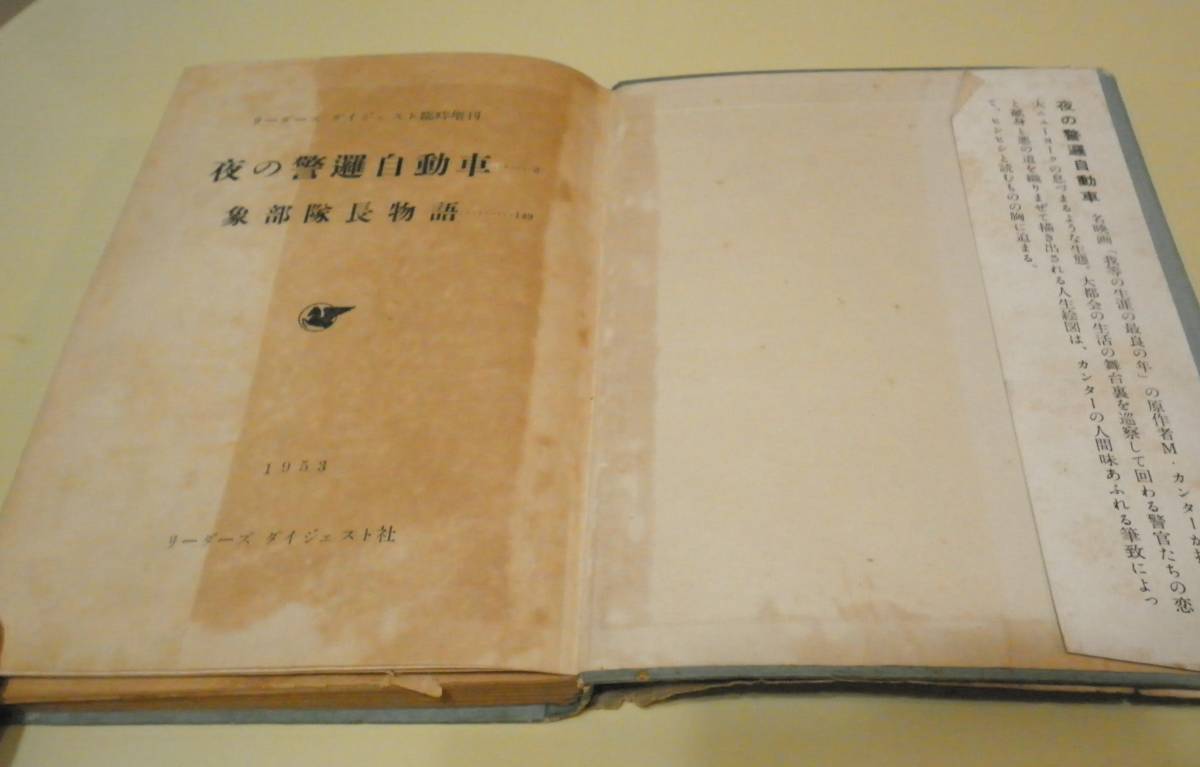 リーダーズ ダイジェスト臨時増刊
夜の警邏自動車
象部隊長物語………149
1953
リーダーズ ダイジェスト社
夜の警邏自動車 名映画「我等の生涯の最良の年」の原作者M・カンターが
大ニューヨークの息づまるような生態、大都会の生活の舞台裏を巡察して回わる警官たちの恋
と献身と悪の道を織りまぜて描き出される人生絵図は、カンターの人間味あふれる筆致によっ
て、ヒシヒシと読むものの胸に迫まる。